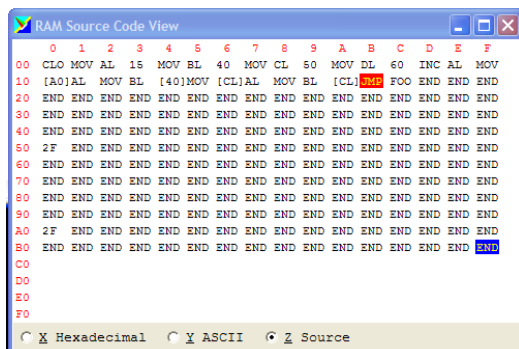 RAM Source Code View
0 1 2 3 4 5 6 7 8 9 A B C D E F
00 CLO MOV AL 15 MOV BL 40 MOV CL 50 MOV DL 60 INC AL MOV
10 [A0] AL MOV BL [40] MOV [CL] AL MOV BL [CL] JMP FOO END END END
20 END END END END END END END END END END END END END END END END
30 END END END END END END END END END END END END END END END END
40 END END END END END END END END END END END END END END END END
50 2F END END END END END END END END END END END END END END END
60 END END END END END END END END END END END END END END END END
70 END END END END END END END END END END END END END END END END
80 END END END END END END END END END END END END END END END END
90 END END END END END END END END END END END END END END END END
A0 2F END END END END END END END END END END END END END END END
B0 END END END END END END END END END END END END END END END END
C0
D0
E0
F0
X Hexadecimal Y ASCII Z Source